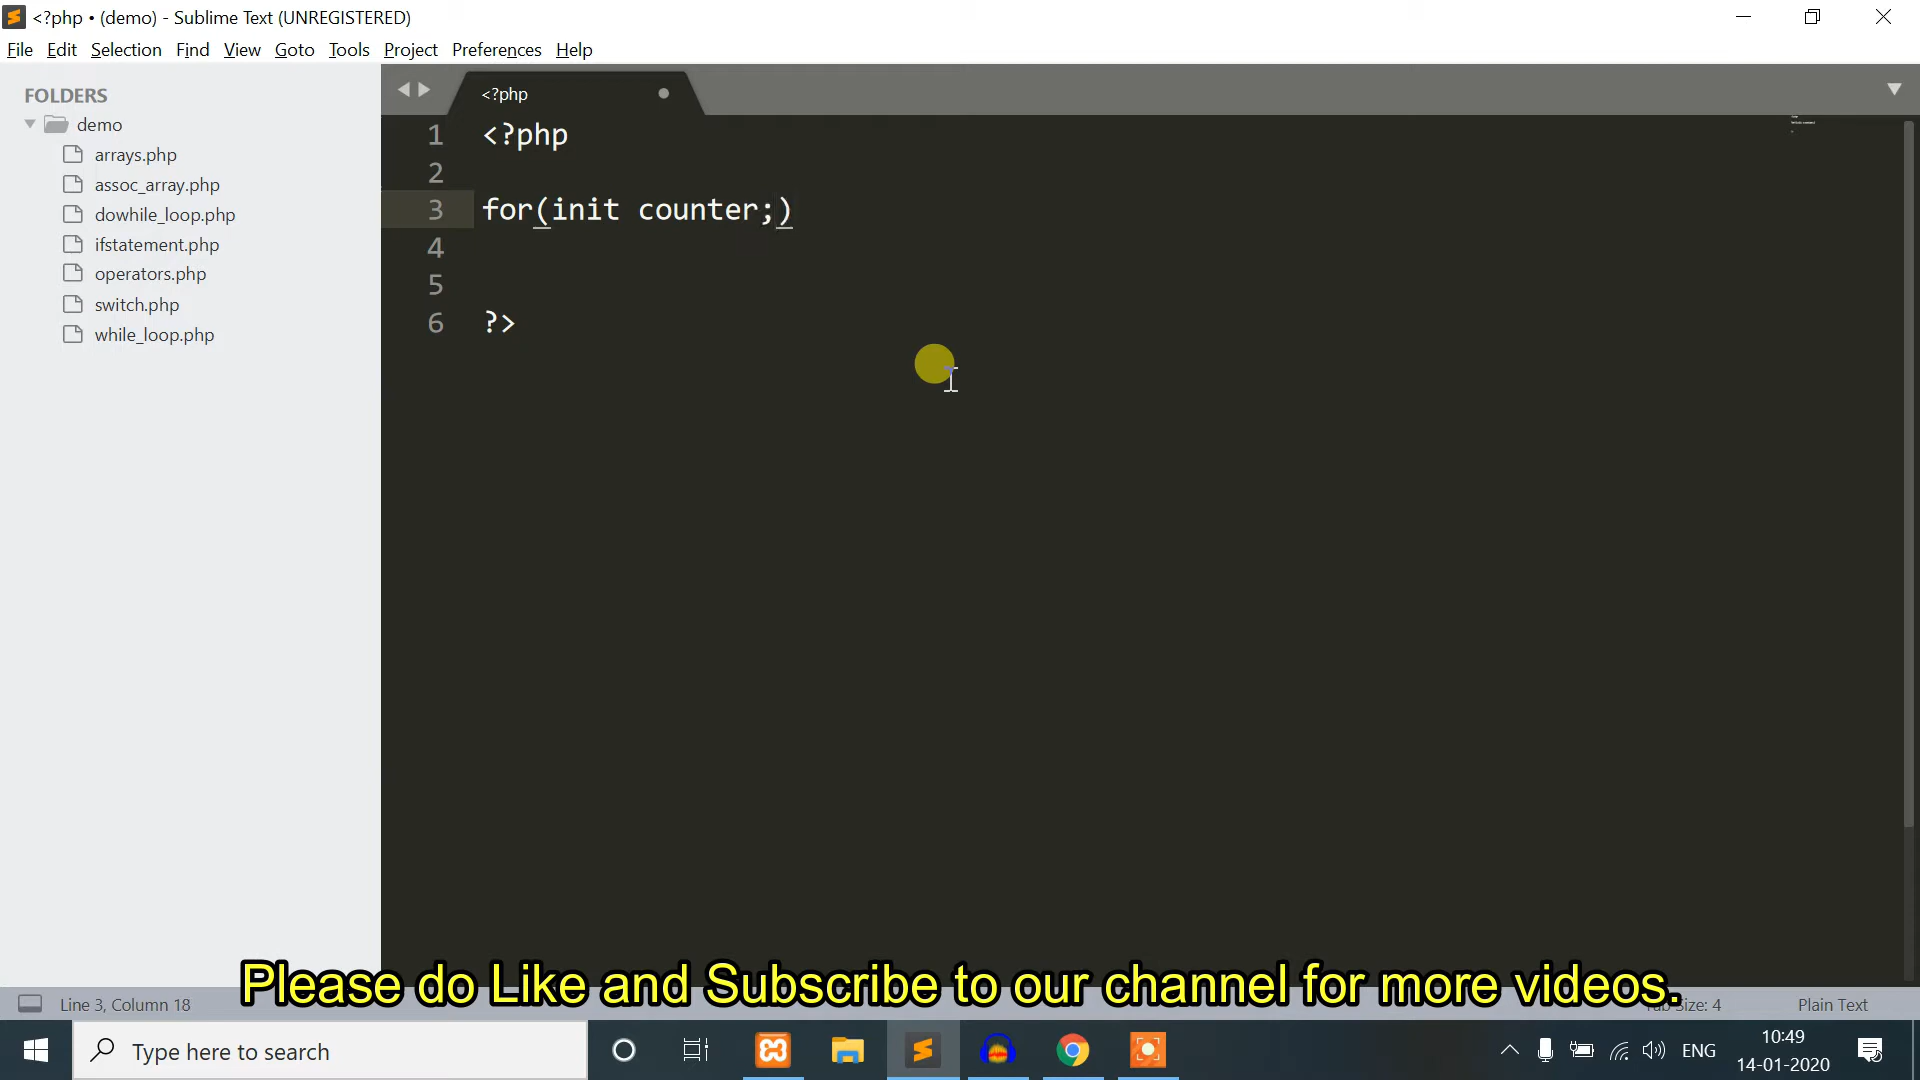 <?php • (demo) - Sublime Text (UNREGISTERED)
File Edit Selection Find View Goto Tools Project Preferences Help
FOLDERS
demo
arrays.php
assoc_array.php
dowhile_loop.php
ifstatement.php
operators.php
switch.php
while_loop.php
<?php
1 <?php
2
3 for(init counter;)
4
5
6 ?>
Please do Like and Subscribe to our channel for more videos.
Line 3, Column 18
Size: 4
Plain Text
Type here to search
ENG
10:49
14-01-2020